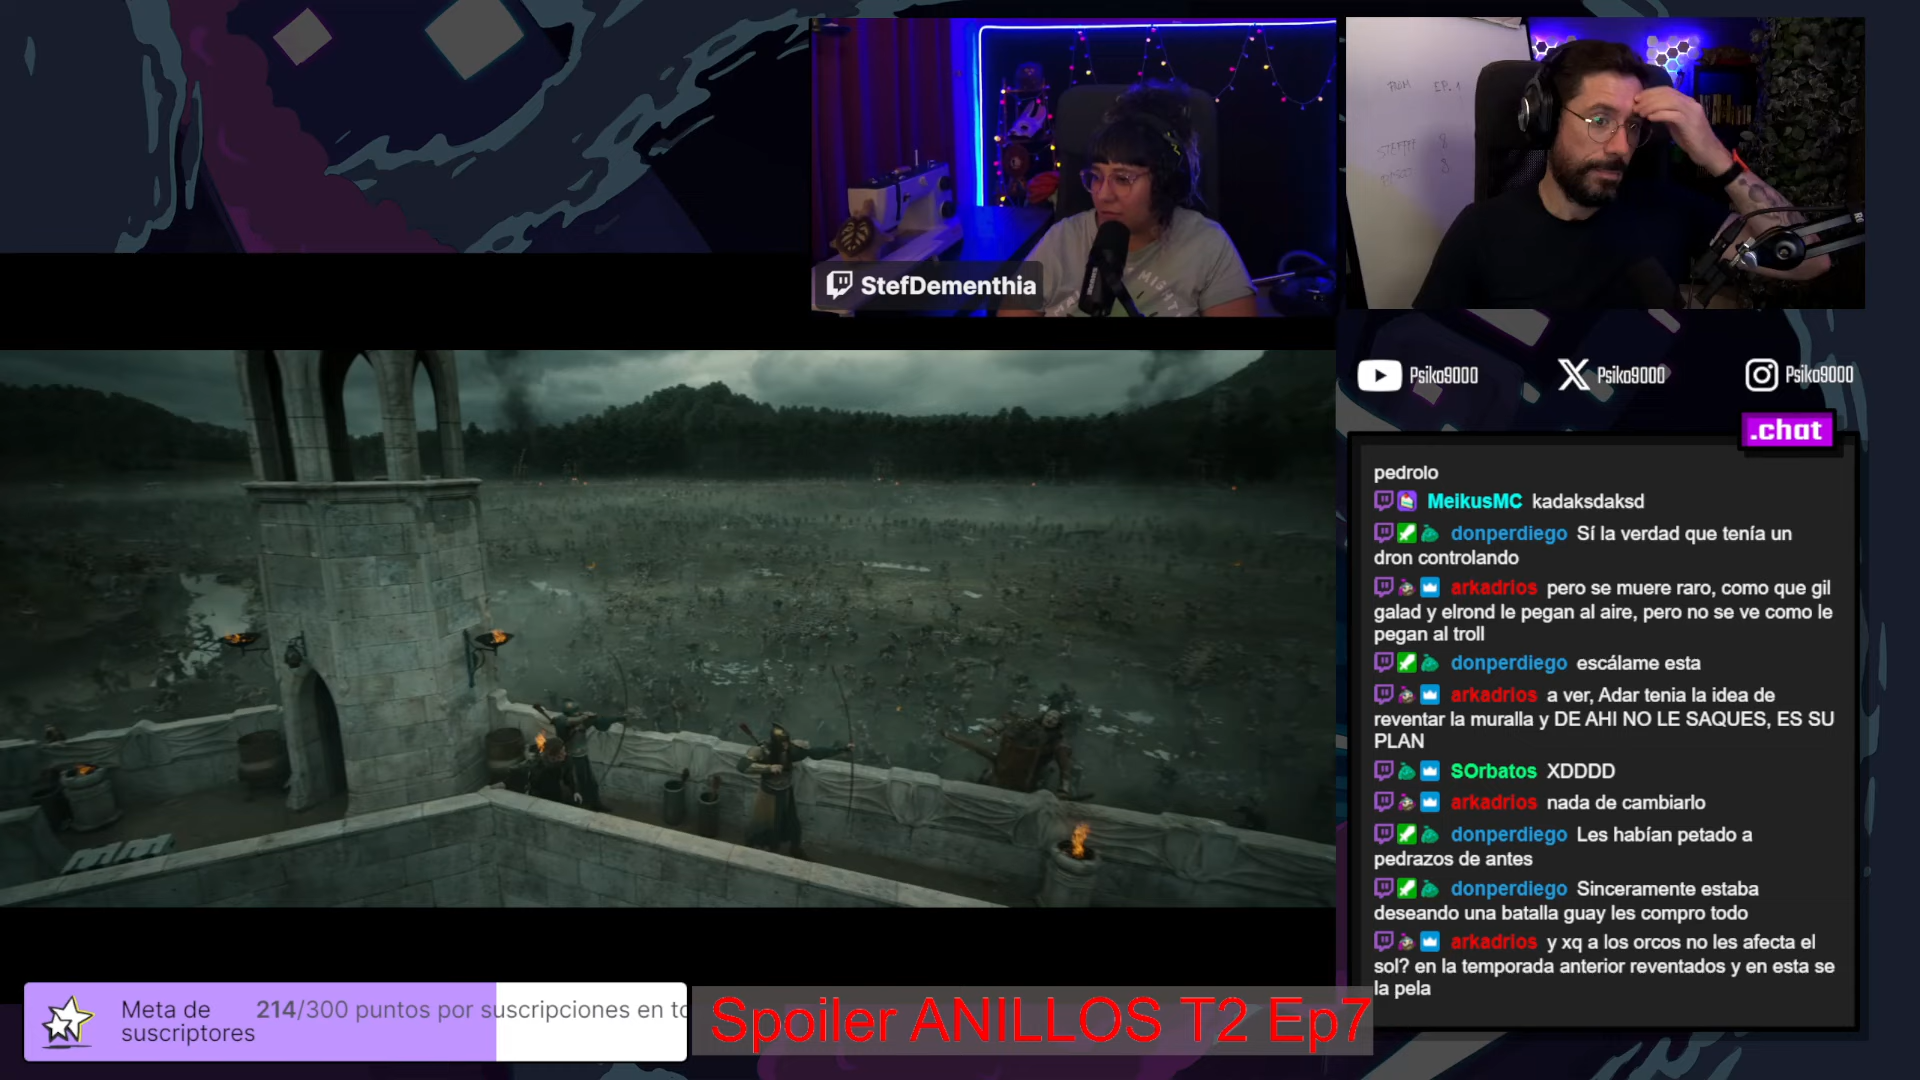 ROM EP. 1
8
3
StefDementhia
Psiko9000 Psiko9000 Psiko9000
.chat
pedrolo
MeikusMC kadaksdaksd
donperdiego Sí la verdad que tenía un
dron controlando
arkadrios pero se muere raro, como que gil
galad y elrond le pegan al aire, pero no se ve como le
pegan al troll
donperdiego escálame esta
arkadrios a ver, Adar tenia la idea de
reventar la muralla y DE AHI NO LE SAQUES, ES SU
PLAN
SOrbatos XDDDD
arkadrios nada de cambiarlo
donperdiego Les habían petado a
pedrazos de antes
donperdiego Sinceramente estaba
deseando una batalla guay les compro todo
arkadrios y xq a los orcos no les afecta el
sol? en la temporada anterior reventados y en esta se
la pela
Meta de
suscriptores
214/300 puntos por suscripciones en to
Spoiler ANILLOS T2 Ep7